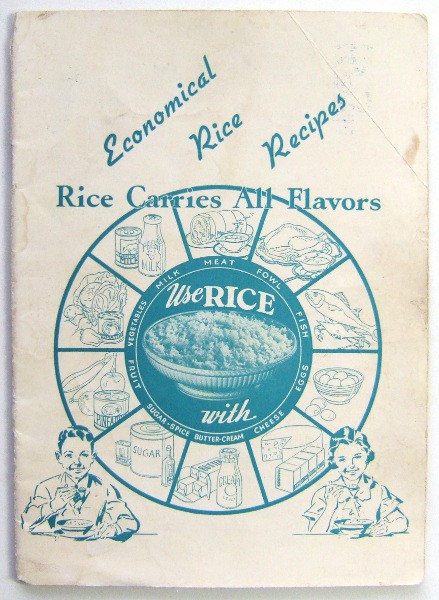 Economical
Rice
Recipes
Rice Carries All Flavors
MILK
MEAT
FOWL
FISH
EGGS
CHEESE
BUTTER-CREAM
SUGAR-SPICE
FRUIT
VEGETABLES
Use RICE
with
MILK
SUGAR
CREAM